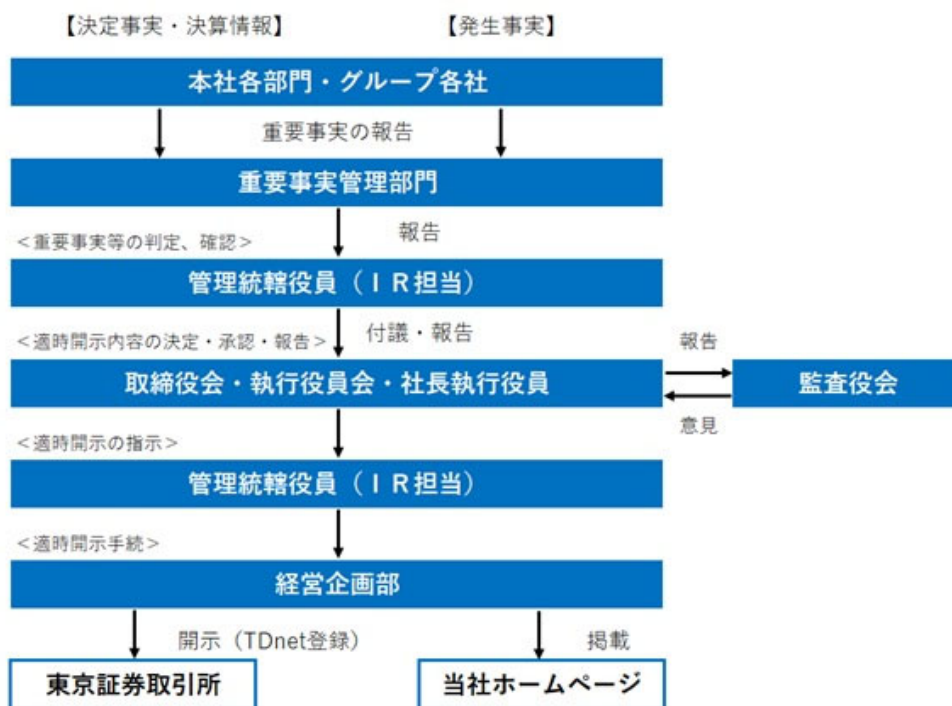 【決定事実・決算情報】 【発生事実】
本社各部門・グループ各社
重要事実の報告
重要事実管理部門
報告
＜重要事実等の判定、確認＞
管理統轄役員（ＩＲ担当）
付議・報告
＜適時開示内容の決定・承認・報告＞
報告
取締役会・執行役員会・社長執行役員
監査役会
意見
＜適時開示の指示＞
管理統轄役員（ＩＲ担当）
＜適時開示手続＞
経営企画部
開示（TDnet登録） 掲載
東京証券取引所 当社ホームページ